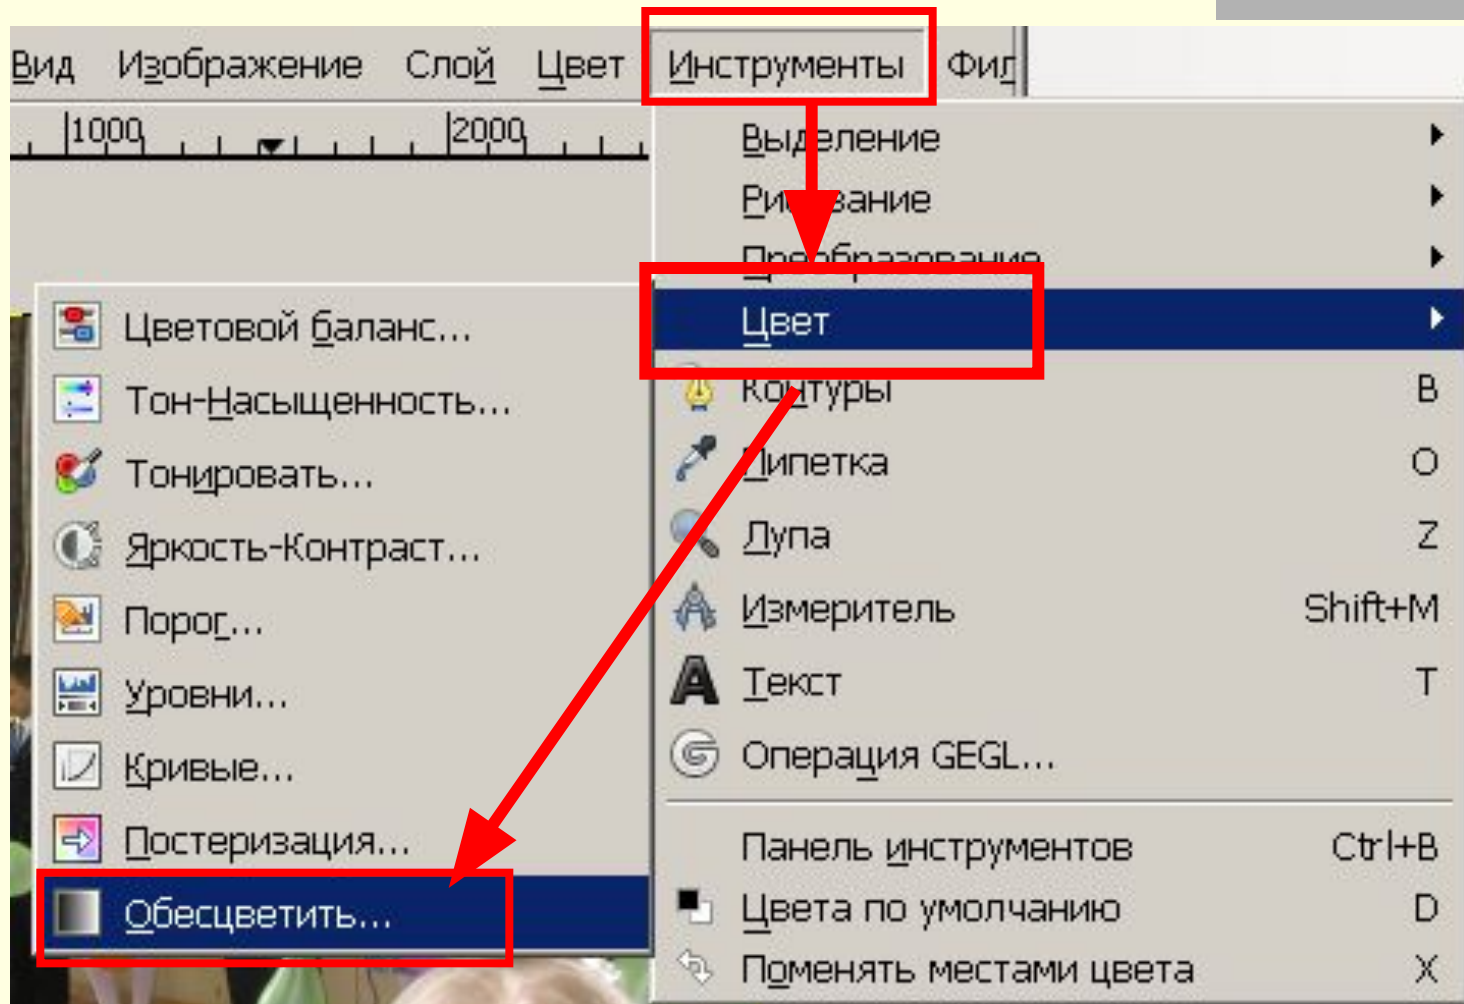 Вид Изображение Слой Цвет Инструменты Фил
1000 2000
Выделение
Рисование
Преобразование
Цвет
Контуры B
Пипетка O
Лупа Z
Измеритель Shift+M
Текст T
Операция GEGL...
Панель инструментов Ctrl+B
Цвета по умолчанию D
Поменять местами цвета X
Цветовой баланс...
Тон-Насыщенность...
Тонировать...
Яркость-Контраст...
Порог...
Уровни...
Кривые...
Постеризация...
Обесцветить...